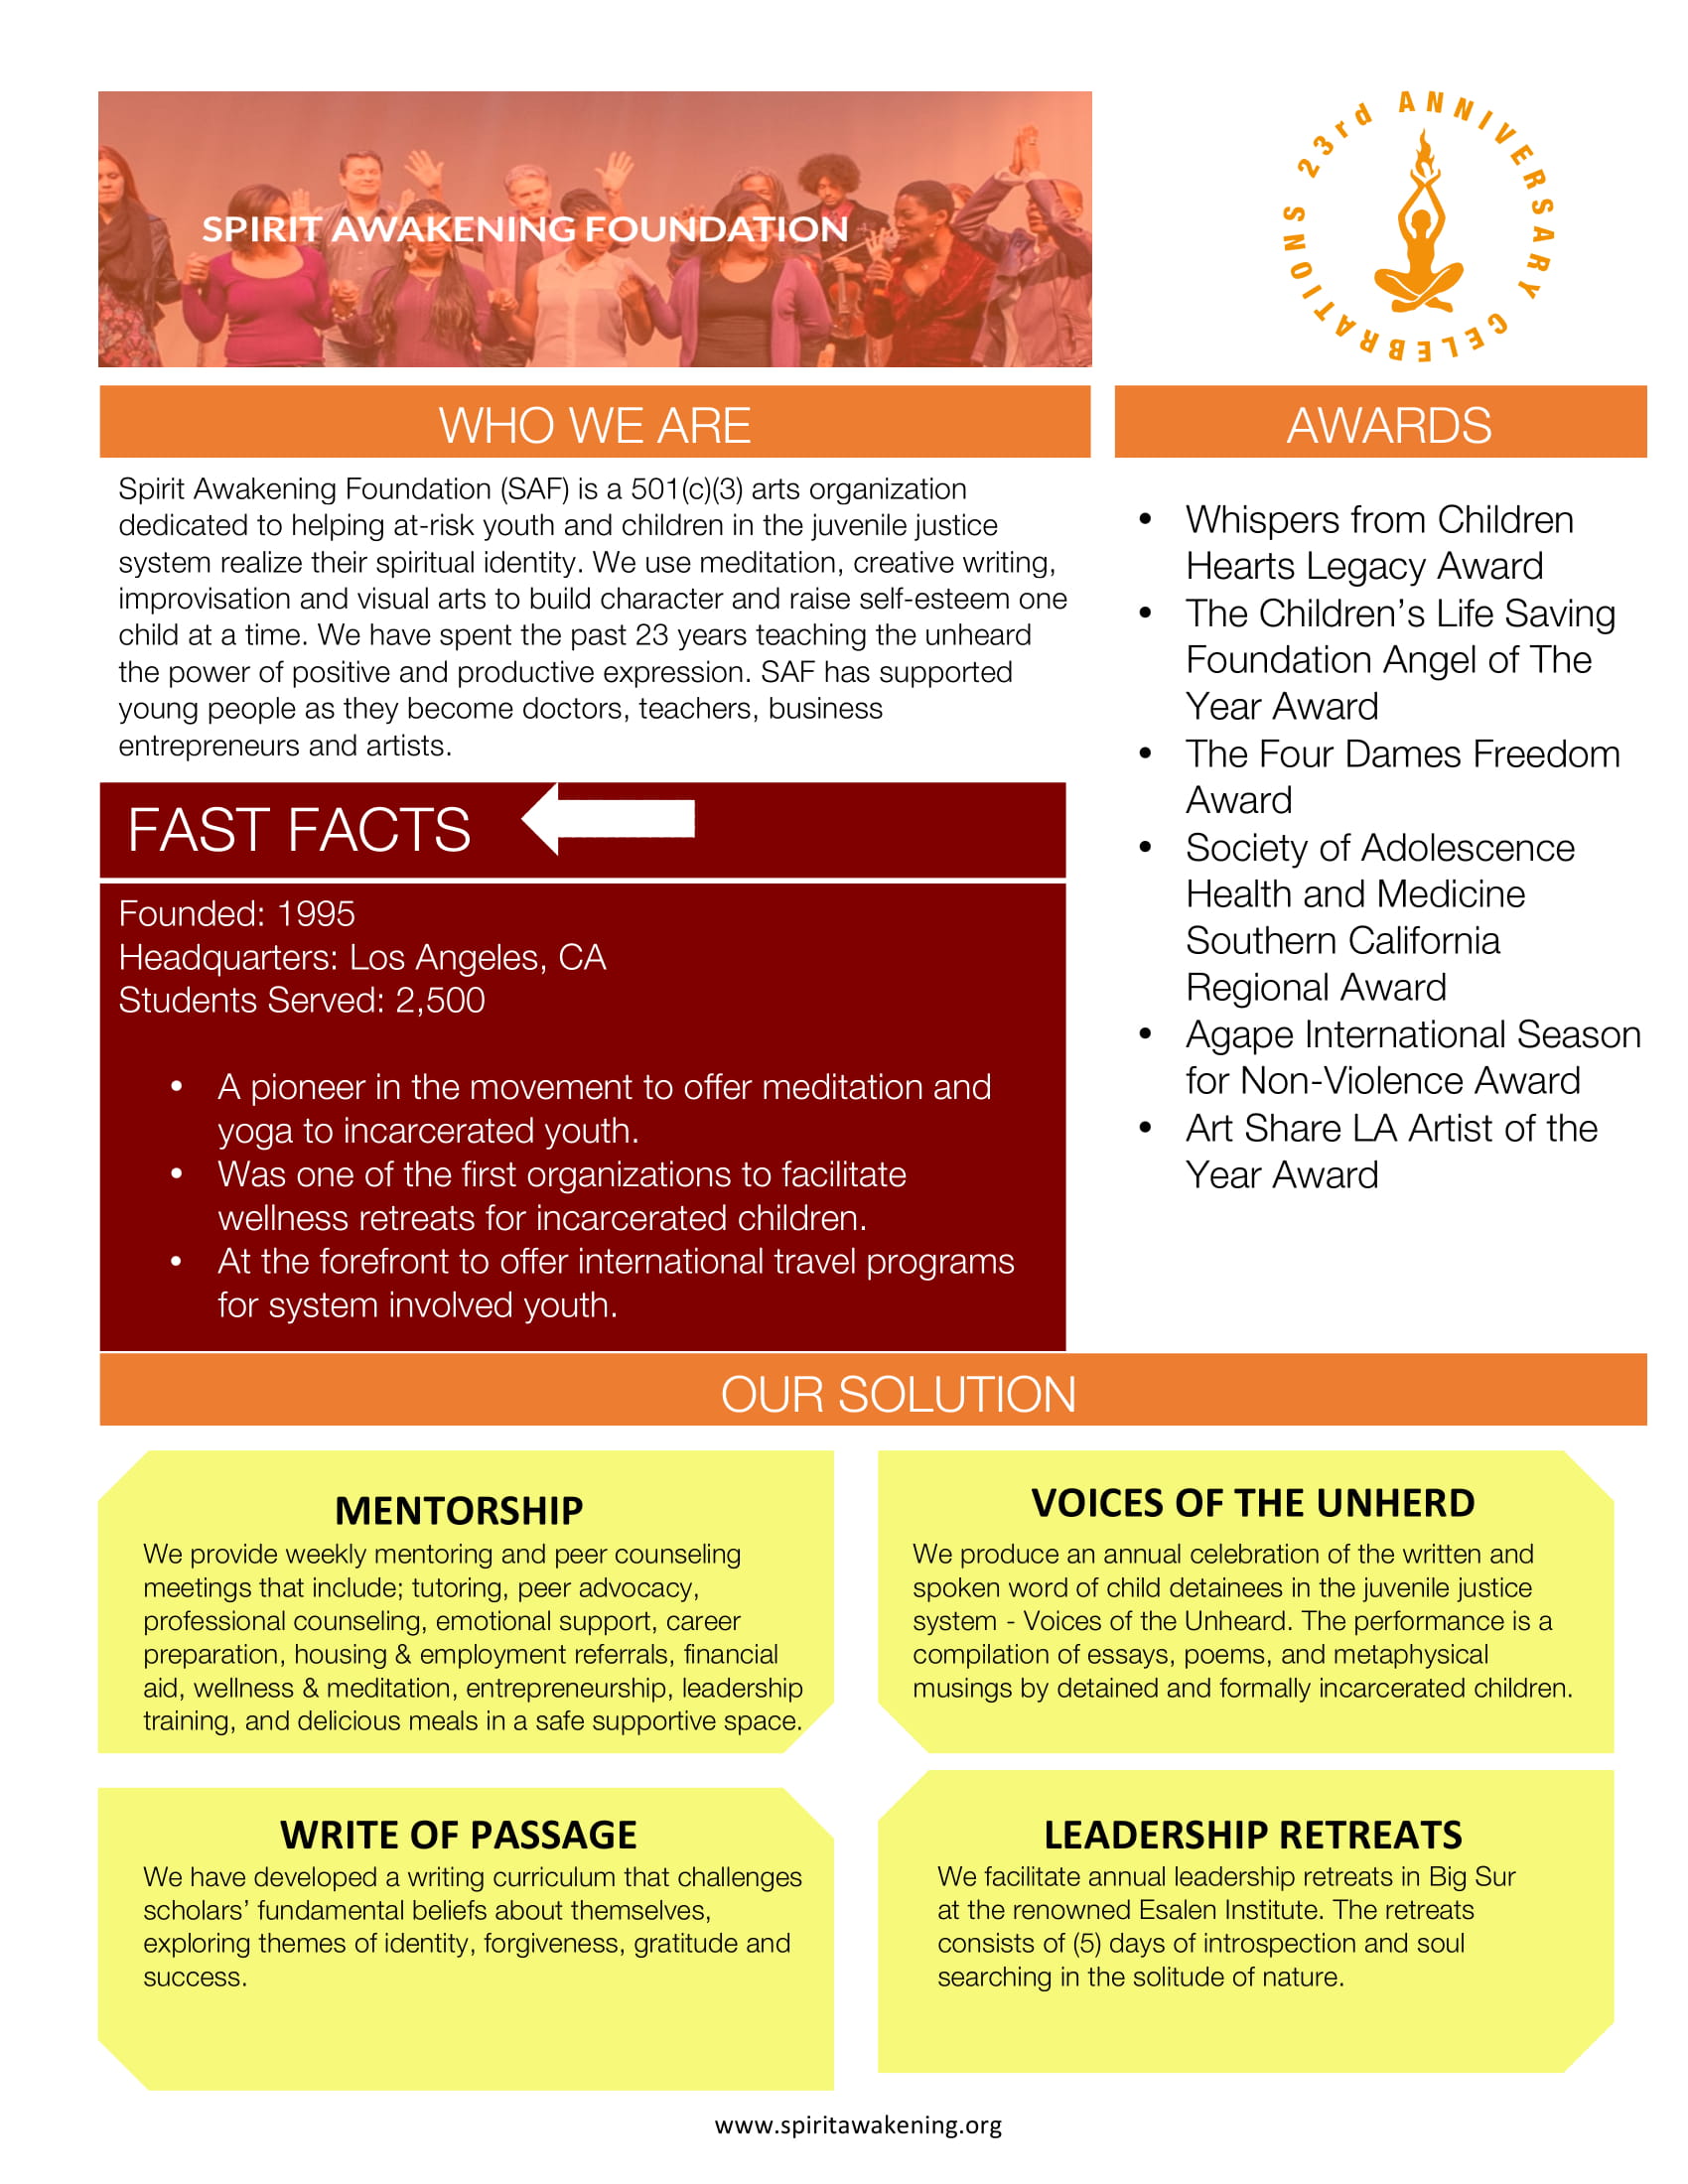 SPIRIT AWAKENING FOUNDATION
23rd ANNIVERSARY CELEBRATIONS
WHO WE ARE
Spirit Awakening Foundation (SAF) is a 501(c)(3) arts organization
dedicated to helping at-risk youth and children in the juvenile justice
system realize their spiritual identity. We use meditation, creative writing,
improvisation and visual arts to build character and raise self-esteem one
child at a time. We have spent the past 23 years teaching the unheard
the power of positive and productive expression. SAF has supported
young people as they become doctors, teachers, business
entrepreneurs and artists.
FAST FACTS
Founded: 1995
Headquarters: Los Angeles, CA
Students Served: 2,500
• A pioneer in the movement to offer meditation and
yoga to incarcerated youth.
• Was one of the first organizations to facilitate
wellness retreats for incarcerated children.
• At the forefront to offer international travel programs
for system involved youth.
AWARDS
• Whispers from Children
Hearts Legacy Award
• The Children’s Life Saving
Foundation Angel of The
Year Award
• The Four Dames Freedom
Award
• Society of Adolescence
Health and Medicine
Southern California
Regional Award
• Agape International Season
for Non-Violence Award
• Art Share LA Artist of the
Year Award
OUR SOLUTION
MENTORSHIP
We provide weekly mentoring and peer counseling
meetings that include; tutoring, peer advocacy,
professional counseling, emotional support, career
preparation, housing & employment referrals, financial
aid, wellness & meditation, entrepreneurship, leadership
training, and delicious meals in a safe supportive space.
VOICES OF THE UNHERD
We produce an annual celebration of the written and
spoken word of child detainees in the juvenile justice
system - Voices of the Unheard. The performance is a
compilation of essays, poems, and metaphysical
musings by detained and formally incarcerated children.
WRITE OF PASSAGE
We have developed a writing curriculum that challenges
scholars’ fundamental beliefs about themselves,
exploring themes of identity, forgiveness, gratitude and
success.
LEADERSHIP RETREATS
We facilitate annual leadership retreats in Big Sur
at the renowned Esalen Institute. The retreats
consists of (5) days of introspection and soul
searching in the solitude of nature.
www.spiritawakening.org